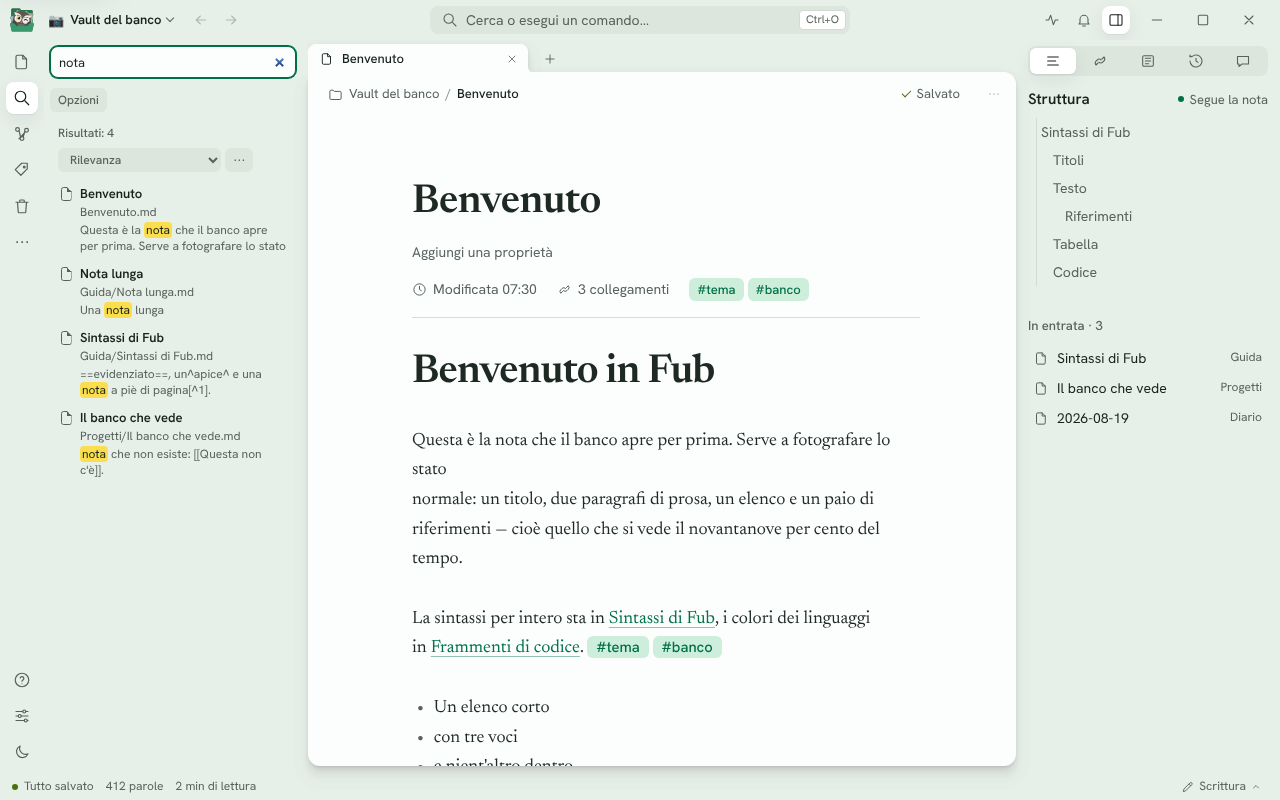 Vault del banco
Cerca o esegui un comando...
Ctrl+O
nota
Opzioni
Risultati: 4
Rilevanza
Benvenuto
Benvenuto.md
Questa è la nota che il banco apre
per prima. Serve a fotografare lo stato
Nota lunga
Guida/Nota lunga.md
Una nota lunga
Sintassi di Fub
Guida/Sintassi di Fub.md
==evidenziato==, un^apice^ e una
nota a piè di pagina[^1].
Il banco che vede
Progetti/Il banco che vede.md
nota che non esiste: [[Questa non
c'è]].
Benvenuto
Vault del banco / Benvenuto
Salvato
Benvenuto
Aggiungi una proprietà
Modificata 07:30
3 collegamenti
#tema
#banco
Benvenuto in Fub
Questa è la nota che il banco apre per prima. Serve a fotografare lo
stato
normale: un titolo, due paragrafi di prosa, un elenco e un paio di
riferimenti — cioè quello che si vede il novantanove per cento del
tempo.
La sintassi per intero sta in Sintassi di Fub, i colori dei linguaggi
in Frammenti di codice. #tema #banco
• Un elenco corto
• con tre voci
• e nient'altro dentro
Struttura
Segue la nota
Sintassi di Fub
Titoli
Testo
Riferimenti
Tabella
Codice
In entrata · 3
Sintassi di Fub
Guida
Il banco che vede
Progetti
2026-08-19
Diario
Tutto salvato
412 parole
2 min di lettura
Scrittura